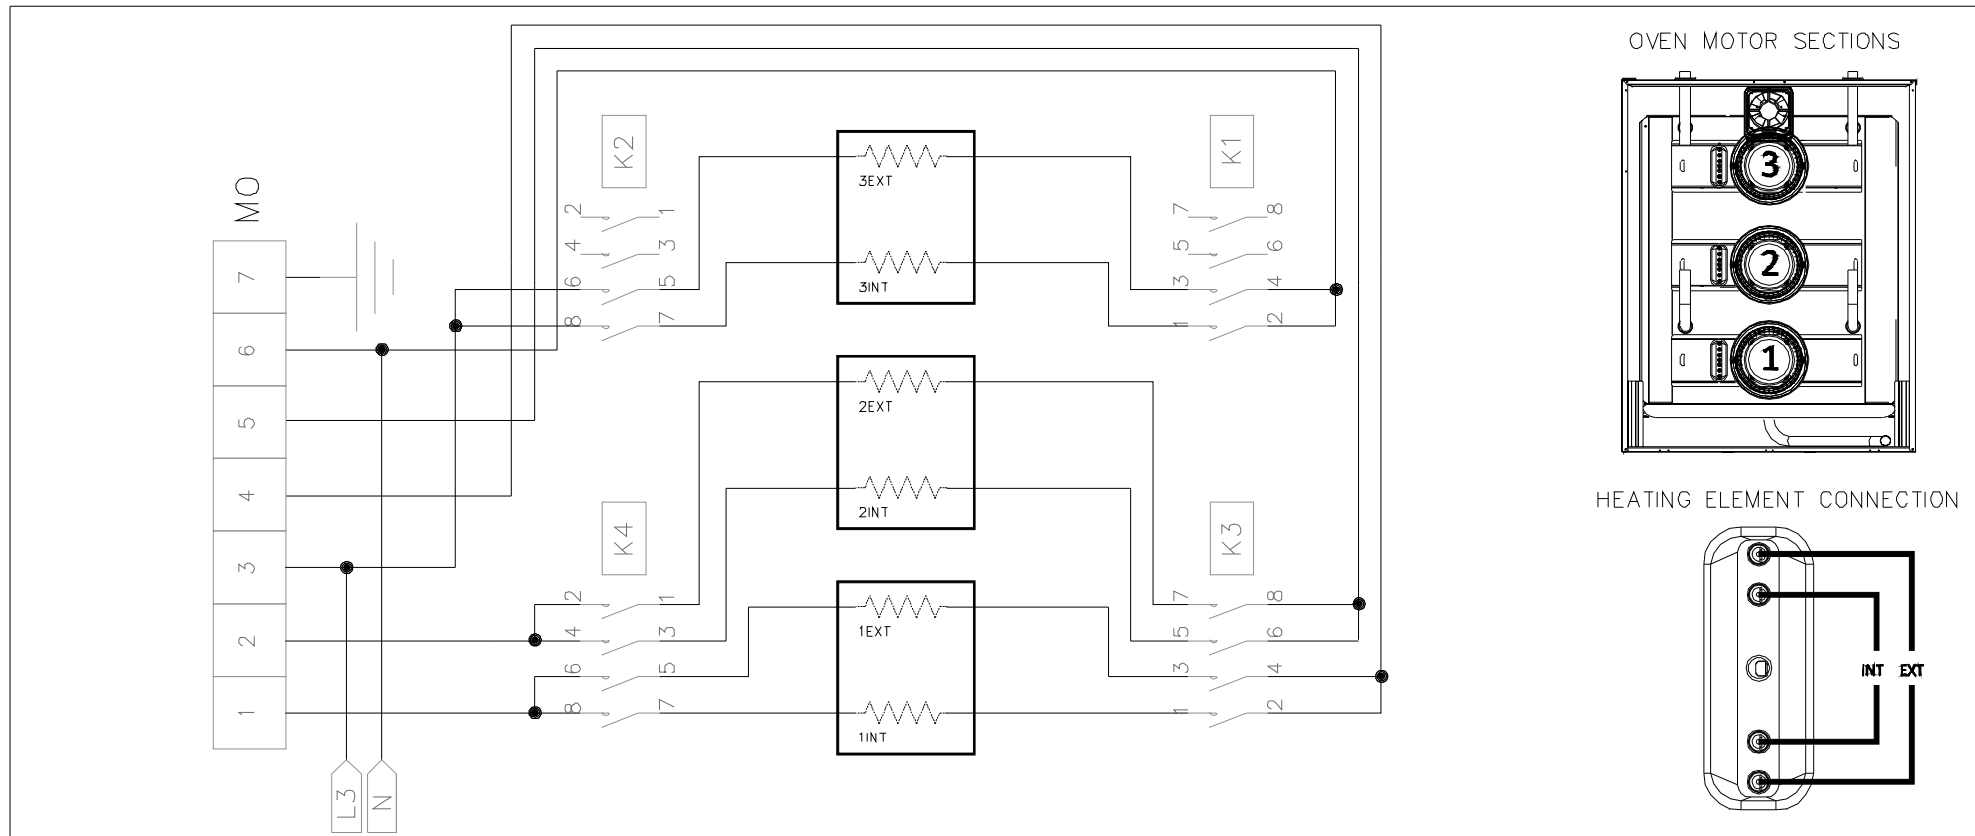 OVEN MOTOR SECTIONS
3
2
1
HEATING ELEMENT CONNECTION
INT EXT
MO
7
6
5
4
3
2
1
L3
N
K2
2 1
4 3
6 5
8 7
3EXT
3INT
K1
7 8
5 6
3 4
1 2
2EXT
2INT
K4
2 1
4 3
6 5
8 7
1EXT
1INT
K3
7 8
5 6
3 4
1 2